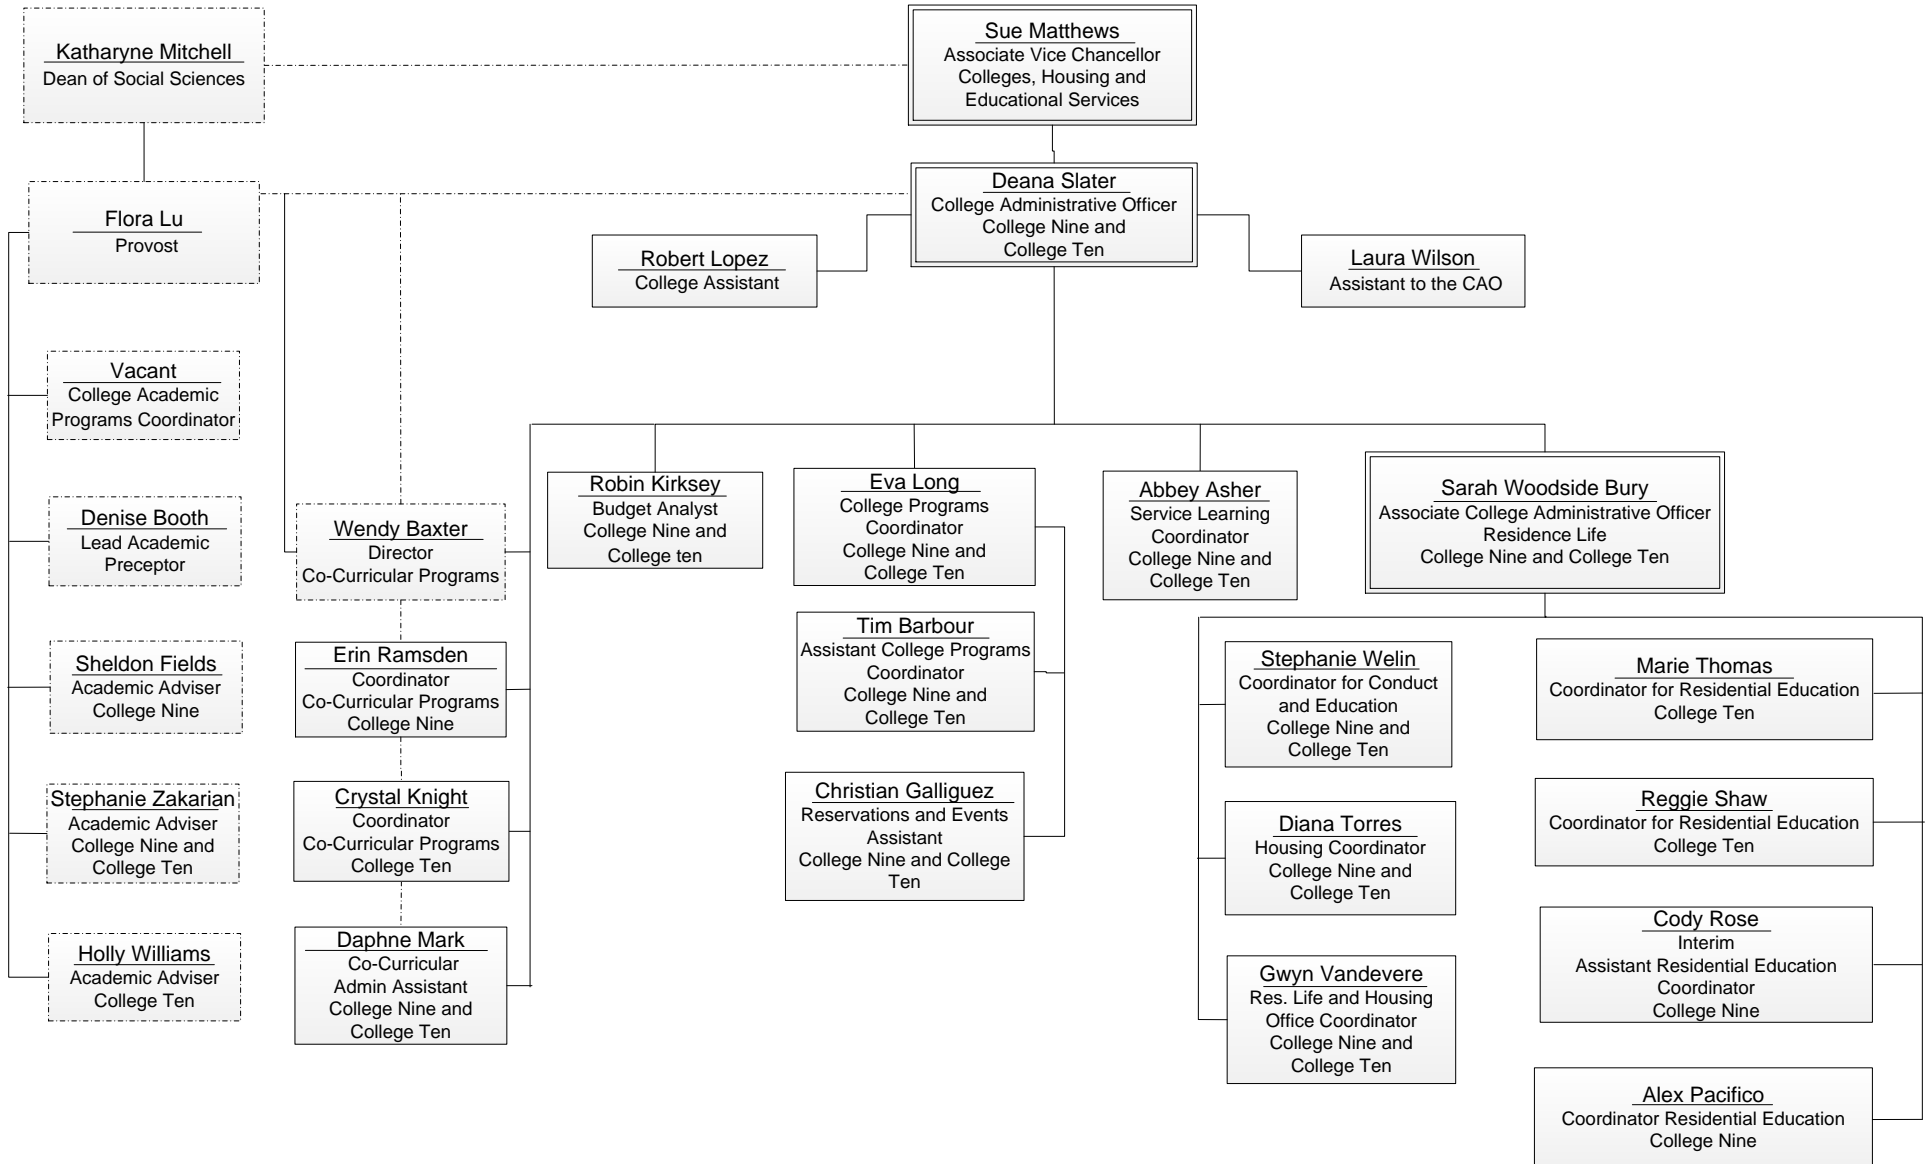 Katharyne Mitchell
Dean of Social Sciences
Sue Matthews
Associate Vice Chancellor
Colleges, Housing and
Educational Services
Flora Lu
Provost
Deana Slater
College Administrative Officer
College Nine and
College Ten
Robert Lopez
College Assistant
Laura Wilson
Assistant to the CAO
Vacant
College Academic
Programs Coordinator
Denise Booth
Lead Academic
Preceptor
Sheldon Fields
Academic Adviser
College Nine
Stephanie Zakarian
Academic Adviser
College Nine and
College Ten
Holly Williams
Academic Adviser
College Ten
Wendy Baxter
Director
Co-Curricular Programs
Erin Ramsden
Coordinator
Co-Curricular Programs
College Nine
Crystal Knight
Coordinator
Co-Curricular Programs
College Ten
Daphne Mark
Co-Curricular
Admin Assistant
College Nine and
College Ten
Robin Kirksey
Budget Analyst
College Nine and
College ten
Eva Long
College Programs
Coordinator
College Nine and
College Ten
Tim Barbour
Assistant College Programs
Coordinator
College Nine and
College Ten
Christian Galliguez
Reservations and Events
Assistant
College Nine and College
Ten
Abbey Asher
Service Learning
Coordinator
College Nine and
College Ten
Sarah Woodside Bury
Associate College Administrative Officer
Residence Life
College Nine and College Ten
Stephanie Welin
Coordinator for Conduct
and Education
College Nine and
College Ten
Diana Torres
Housing Coordinator
College Nine and
College Ten
Gwyn Vandevere
Res. Life and Housing
Office Coordinator
College Nine and
College Ten
Marie Thomas
Coordinator for Residential Education
College Ten
Reggie Shaw
Coordinator for Residential Education
College Ten
Cody Rose
Interim
Assistant Residential Education
Coordinator
College Nine
Alex Pacifico
Coordinator Residential Education
College Nine